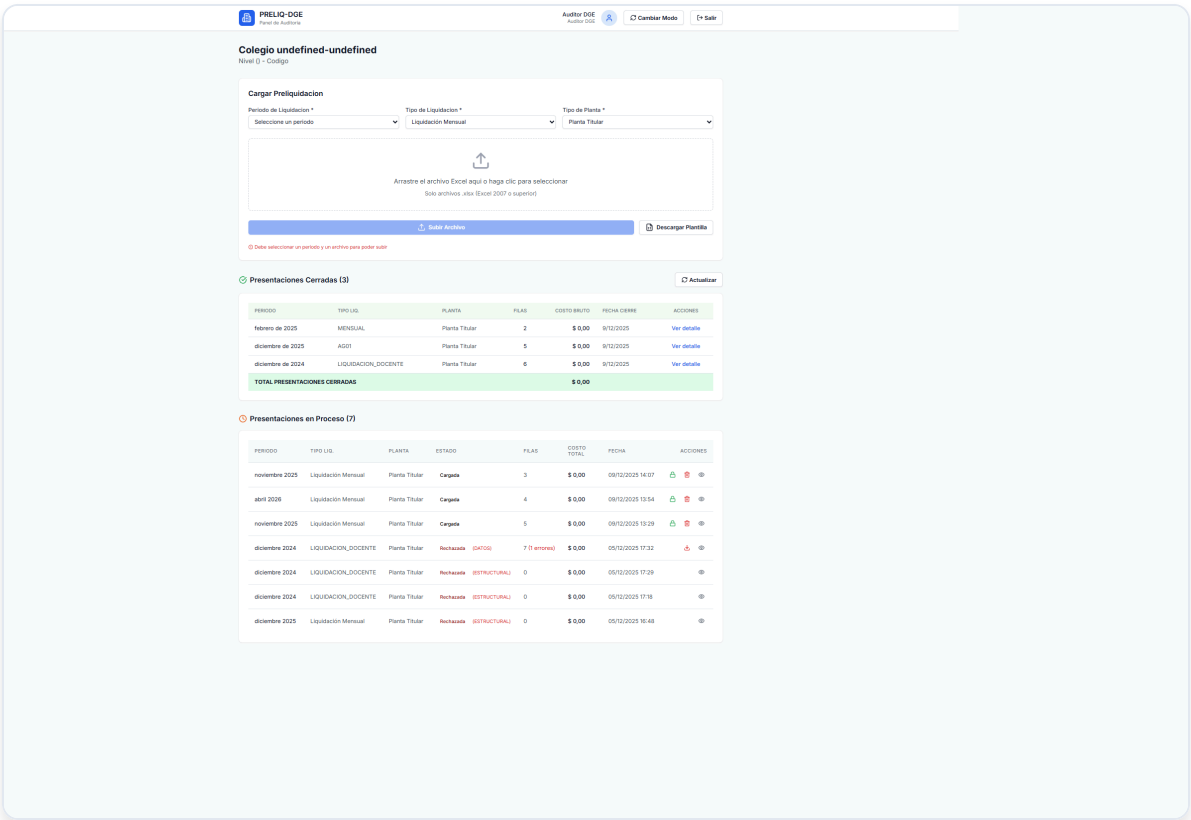 PRELIQ-DGE
Panel de Auditoría
Auditor DGE
Auditor DGE
Cambiar Modo
Salir
Colegio undefined-undefined
Nivel () - Codigo
Cargar Preliquidacion
Periodo de Liquidacion *
Tipo de Liquidacion *
Tipo de Planta *
Seleccione un periodo
Liquidación Mensual
Planta Titular
Arrastre el archivo Excel aqui o haga clic para seleccionar
Solo archivos .xlsx (Excel 2007 o superior)
Subir Archivo
Descargar Plantilla
Debe seleccionar un periodo y un archivo para poder subir
Presentaciones Cerradas (3)
Actualizar
PERIODO TIPO LIQ. PLANTA FILAS COSTO BRUTO FECHA CIERRE ACCIONES
febrero de 2025 MENSUAL Planta Titular 2 $ 0,00 9/12/2025 Ver detalle
diciembre de 2025 AG01 Planta Titular 5 $ 0,00 9/12/2025 Ver detalle
diciembre de 2024 LIQUIDACION_DOCENTE Planta Titular 6 $ 0,00 9/12/2025 Ver detalle
TOTAL PRESENTACIONES CERRADAS $ 0,00
Presentaciones en Proceso (7)
PERIODO TIPO LIQ. PLANTA ESTADO FILAS COSTO TOTAL FECHA ACCIONES
noviembre 2025 Liquidación Mensual Planta Titular Cargada 3 $ 0,00 09/12/2025 14:07
abril 2026 Liquidación Mensual Planta Titular Cargada 4 $ 0,00 09/12/2025 13:54
noviembre 2025 Liquidación Mensual Planta Titular Cargada 5 $ 0,00 09/12/2025 13:29
diciembre 2024 LIQUIDACION_DOCENTE Planta Titular Rechazada (DATOS) 7 (1 errores) $ 0,00 05/12/2025 17:32
diciembre 2024 LIQUIDACION_DOCENTE Planta Titular Rechazada (ESTRUCTURAL) 0 $ 0,00 05/12/2025 17:29
diciembre 2024 LIQUIDACION_DOCENTE Planta Titular Rechazada (ESTRUCTURAL) 0 $ 0,00 05/12/2025 17:18
diciembre 2025 Liquidación Mensual Planta Titular Rechazada (ESTRUCTURAL) 0 $ 0,00 05/12/2025 16:48